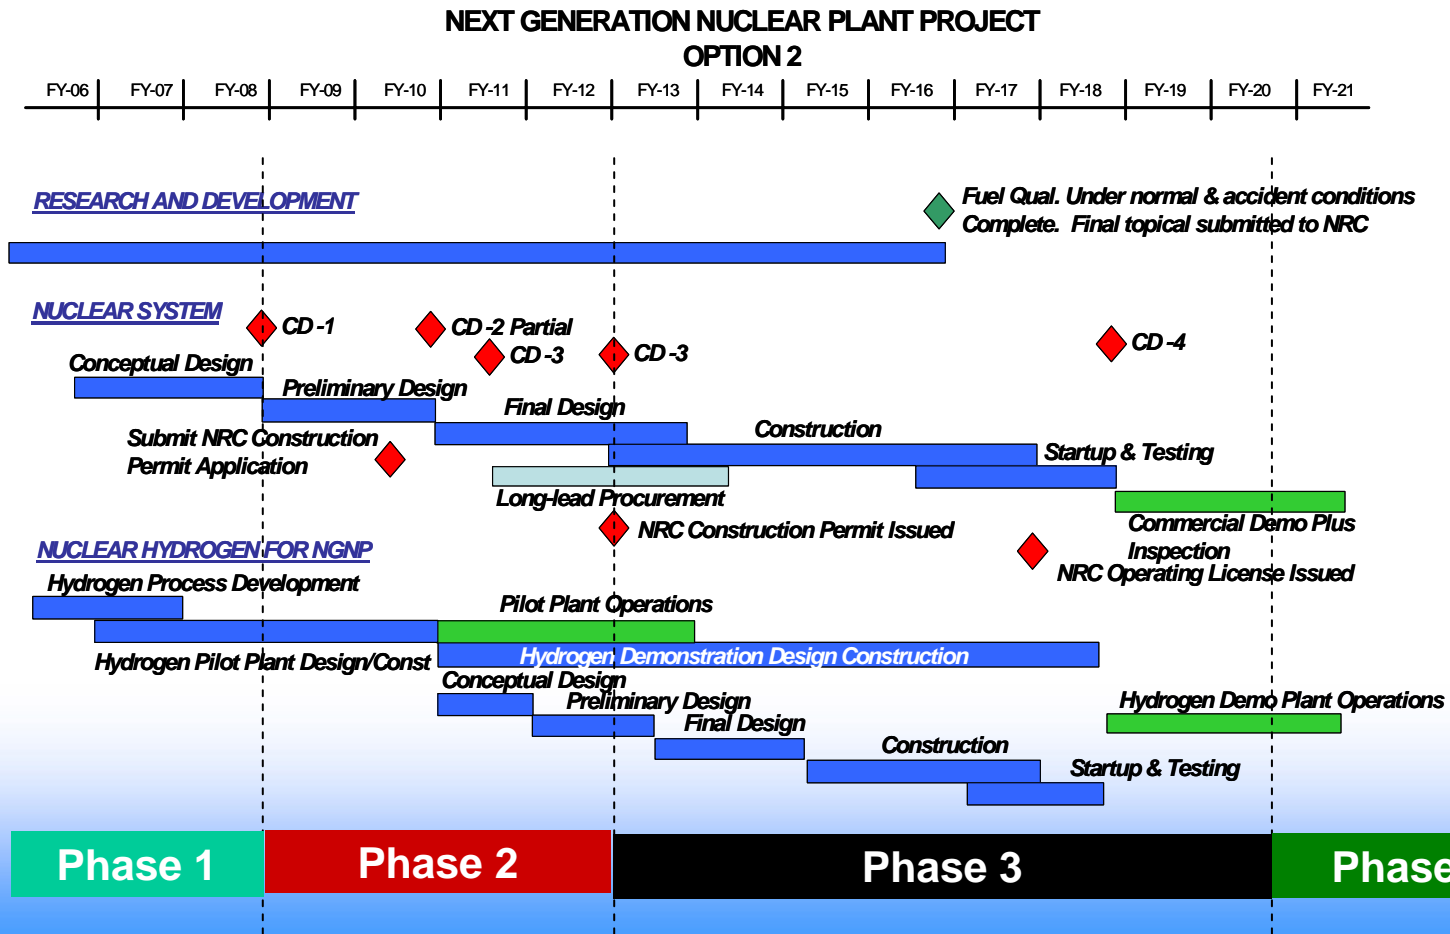 NEXT GENERATION NUCLEAR PLANT PROJECT
OPTION 2
FY-06 FY-07 FY-08 FY-09 FY-10 FY-11 FY-12 FY-13 FY-14 FY-15 FY-16 FY-17 FY-18 FY-19 FY-20 FY-21
RESEARCH AND DEVELOPMENT
Fuel Qual. Under normal & accident conditions
Complete. Final topical submitted to NRC
NUCLEAR SYSTEM
CD -1
CD -2 Partial
CD -3
CD -3
CD -4
Conceptual Design
Preliminary Design
Final Design
Submit NRC Construction
Permit Application
Construction
Startup & Testing
Long-lead Procurement
Commercial Demo Plus
Inspection
NRC Construction Permit Issued
NRC Operating License Issued
NUCLEAR HYDROGEN FOR NGNP
Hydrogen Process Development
Pilot Plant Operations
Hydrogen Pilot Plant Design/Const
Hydrogen Demonstration Design Construction
Conceptual Design
Preliminary Design
Final Design
Hydrogen Demo Plant Operations
Construction
Startup & Testing
Phase 1
Phase 2
Phase 3
Phase